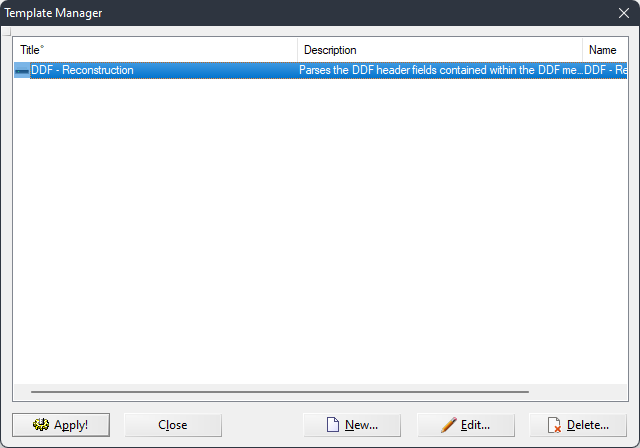 Template Manager
Title Description Name
DDF - Reconstruction Parses the DDF header fields contained within the DDF me... DDF - Re
Apply! Close New... Edit... Delete...